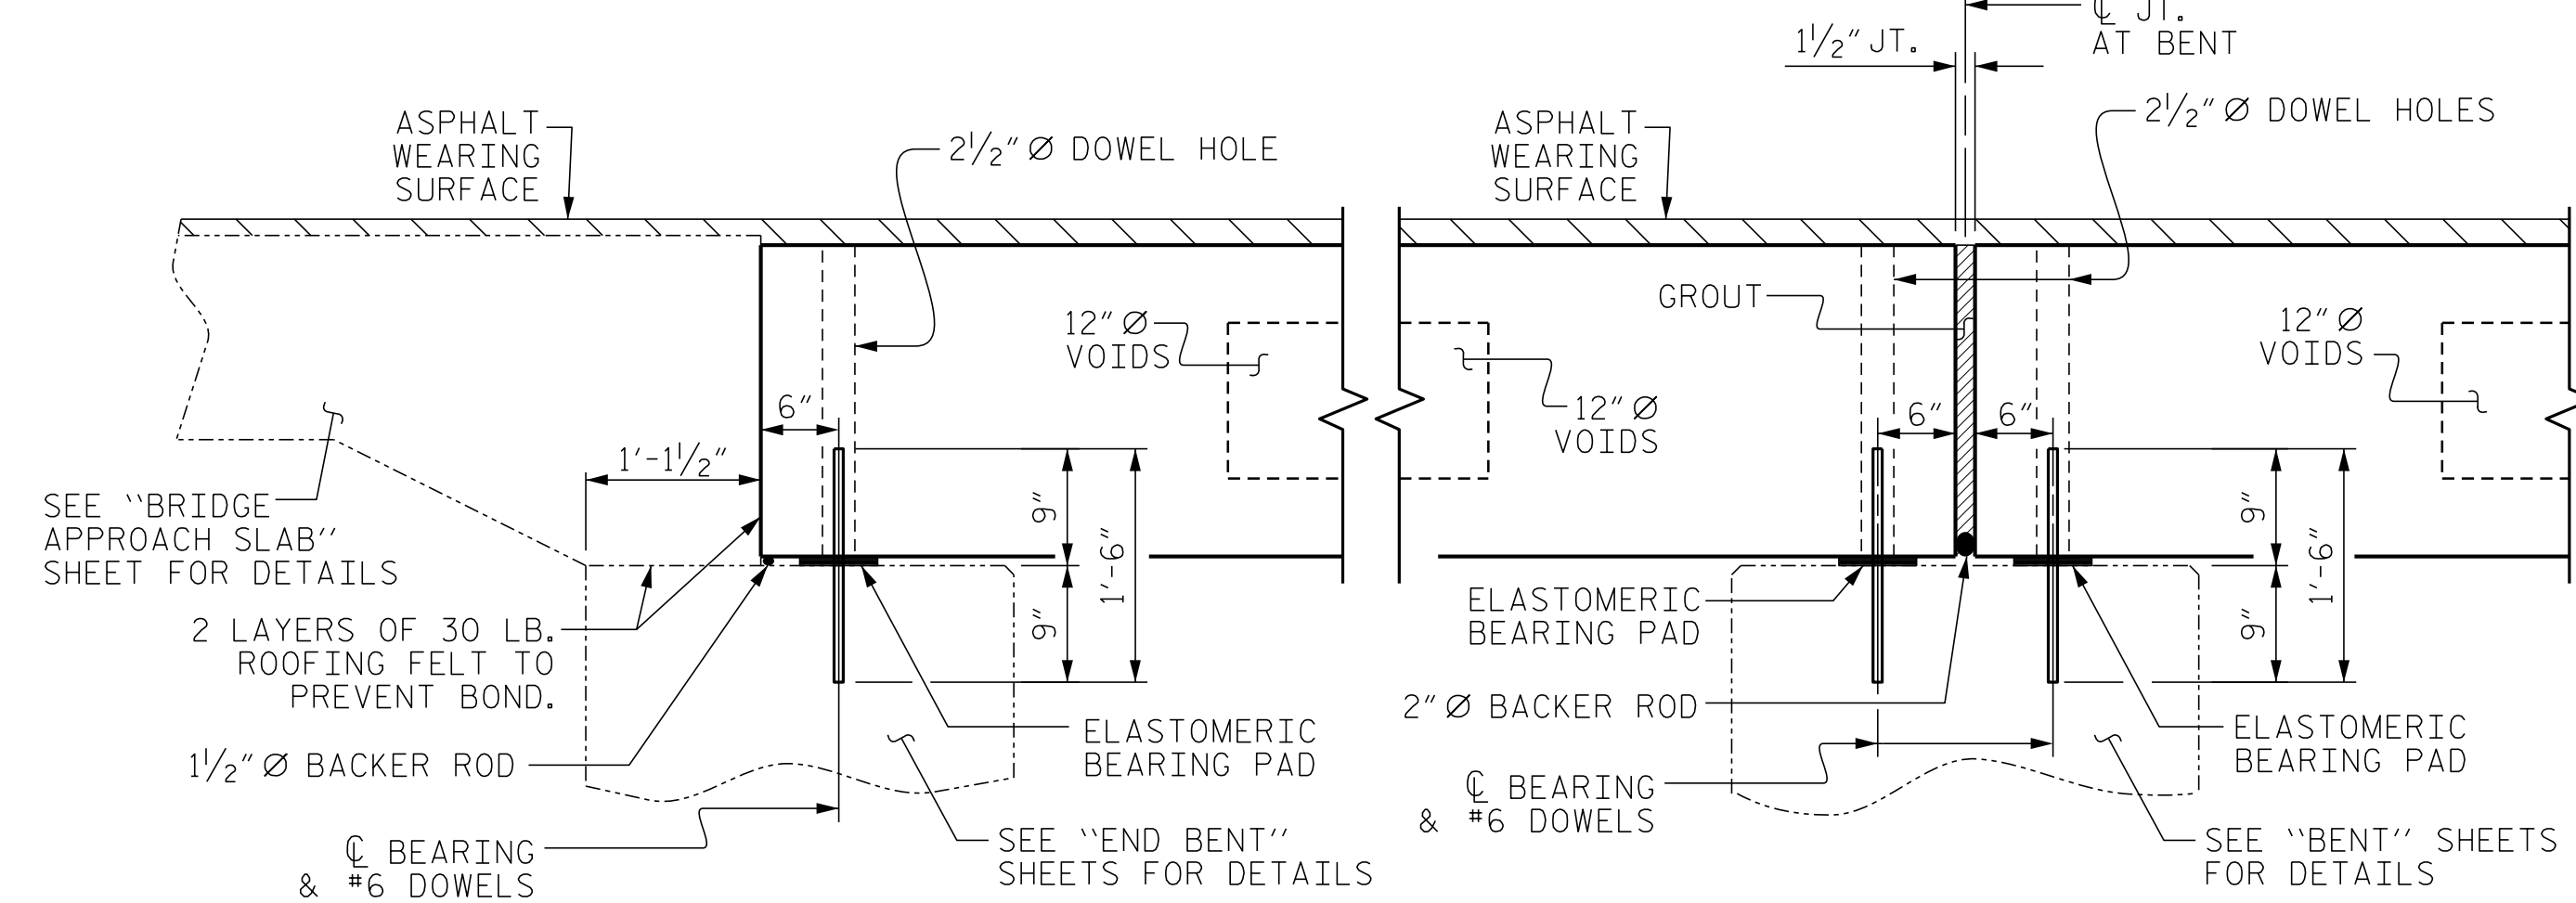 ASPHALT
WEARING
SURFACE
2½"Ø DOWEL HOLE
12"Ø
VOIDS
6"
1'-1½"
SEE "BRIDGE
APPROACH SLAB"
SHEET FOR DETAILS
2 LAYERS OF 30 LB.
ROOFING FELT TO
PREVENT BOND.
1½"Ø BACKER ROD
℄ BEARING
& #6 DOWELS
9"
9"
1'-6"
ELASTOMERIC
BEARING PAD
SEE "END BENT"
SHEETS FOR DETAILS
ASPHALT
WEARING
SURFACE
1½" JT.
℄ JT.
AT BENT
2½"Ø DOWEL HOLES
GROUT
12"Ø
VOIDS
12"Ø
VOIDS
6"
6"
ELASTOMERIC
BEARING PAD
2"Ø BACKER ROD
℄ BEARING
& #6 DOWELS
9"
9"
1'-6"
ELASTOMERIC
BEARING PAD
SEE "BENT" SHEETS
FOR DETAILS